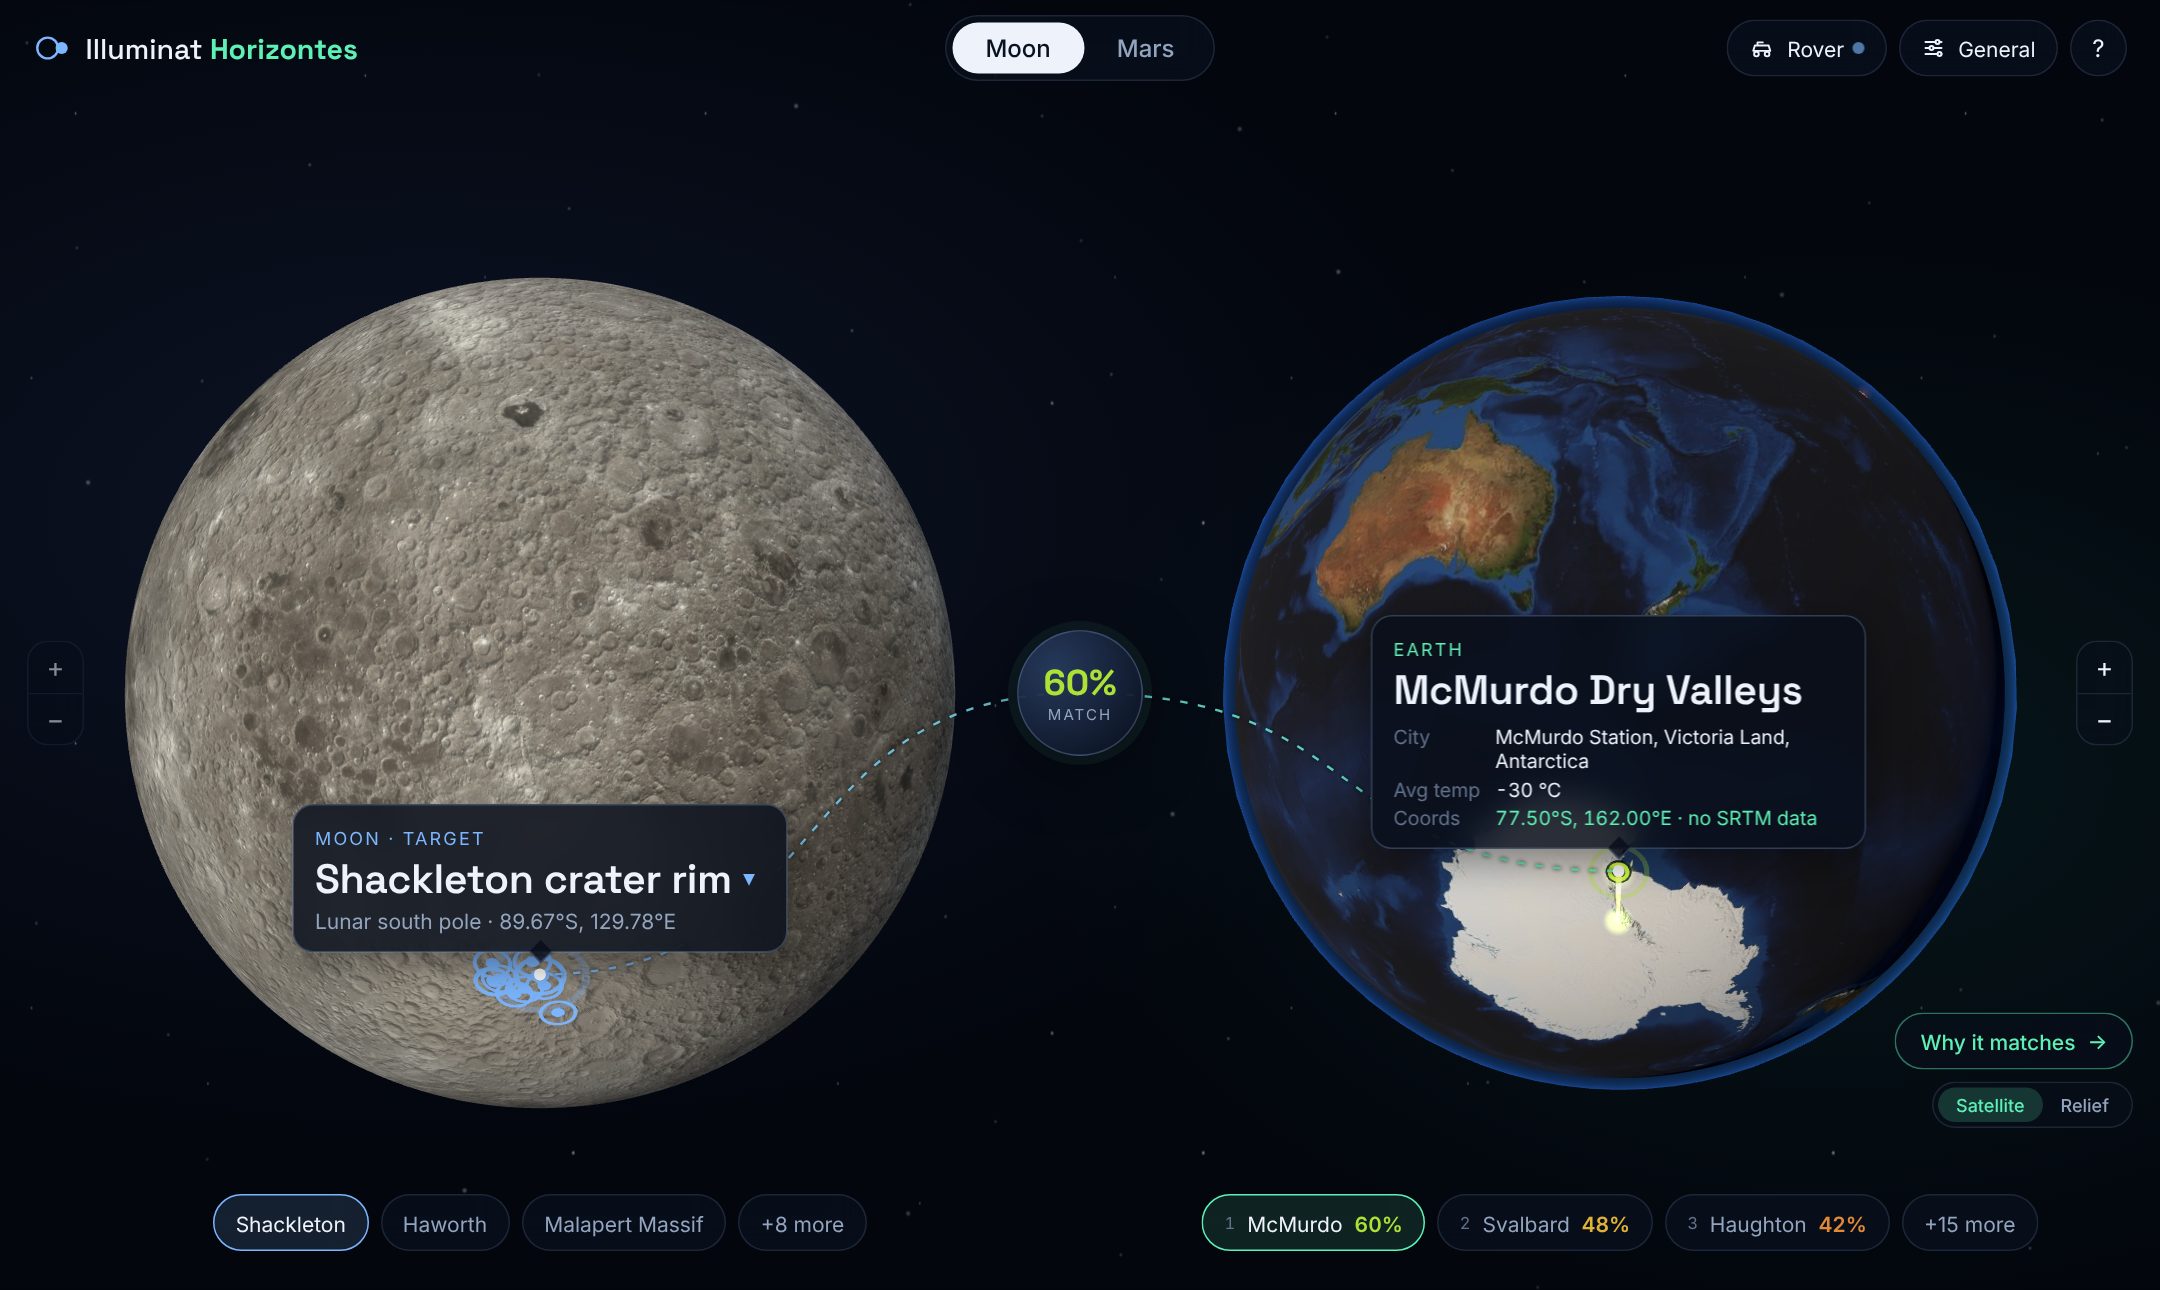 Illuminat Horizontes
Moon
Mars
Rover
General
?
+
−
MOON · TARGET
Shackleton crater rim ▼
Lunar south pole · 89.67°S, 129.78°E
60%
MATCH
EARTH
McMurdo Dry Valleys
City McMurdo Station, Victoria Land,
Antarctica
Avg temp -30 °C
Coords 77.50°S, 162.00°E · no SRTM data
+
−
Why it matches →
Satellite
Relief
Shackleton
Haworth
Malapert Massif
+8 more
1 McMurdo 60%
2 Svalbard 48%
3 Haughton 42%
+15 more